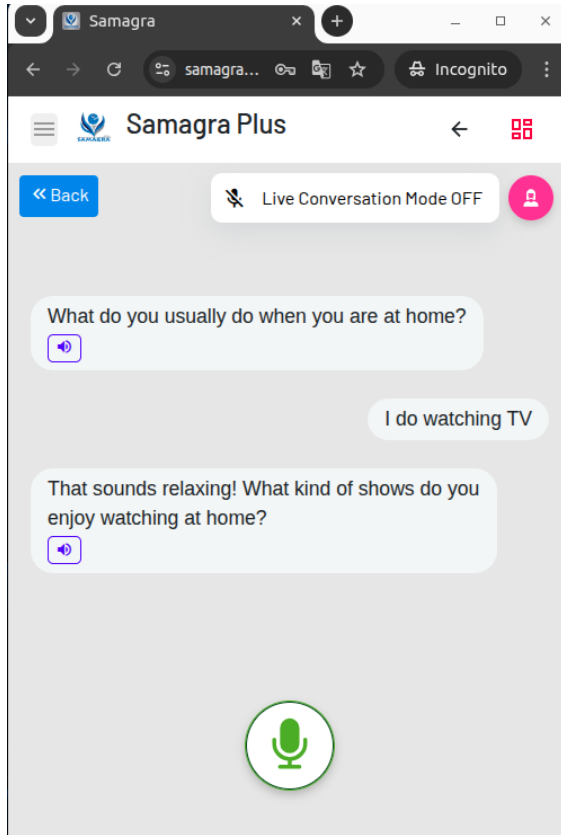 Samagra
samagra...
Incognito
SAMAGRA
Samagra Plus
Back
Live Conversation Mode OFF
What do you usually do when you are at home?
I do watching TV
That sounds relaxing! What kind of shows do you
enjoy watching at home?